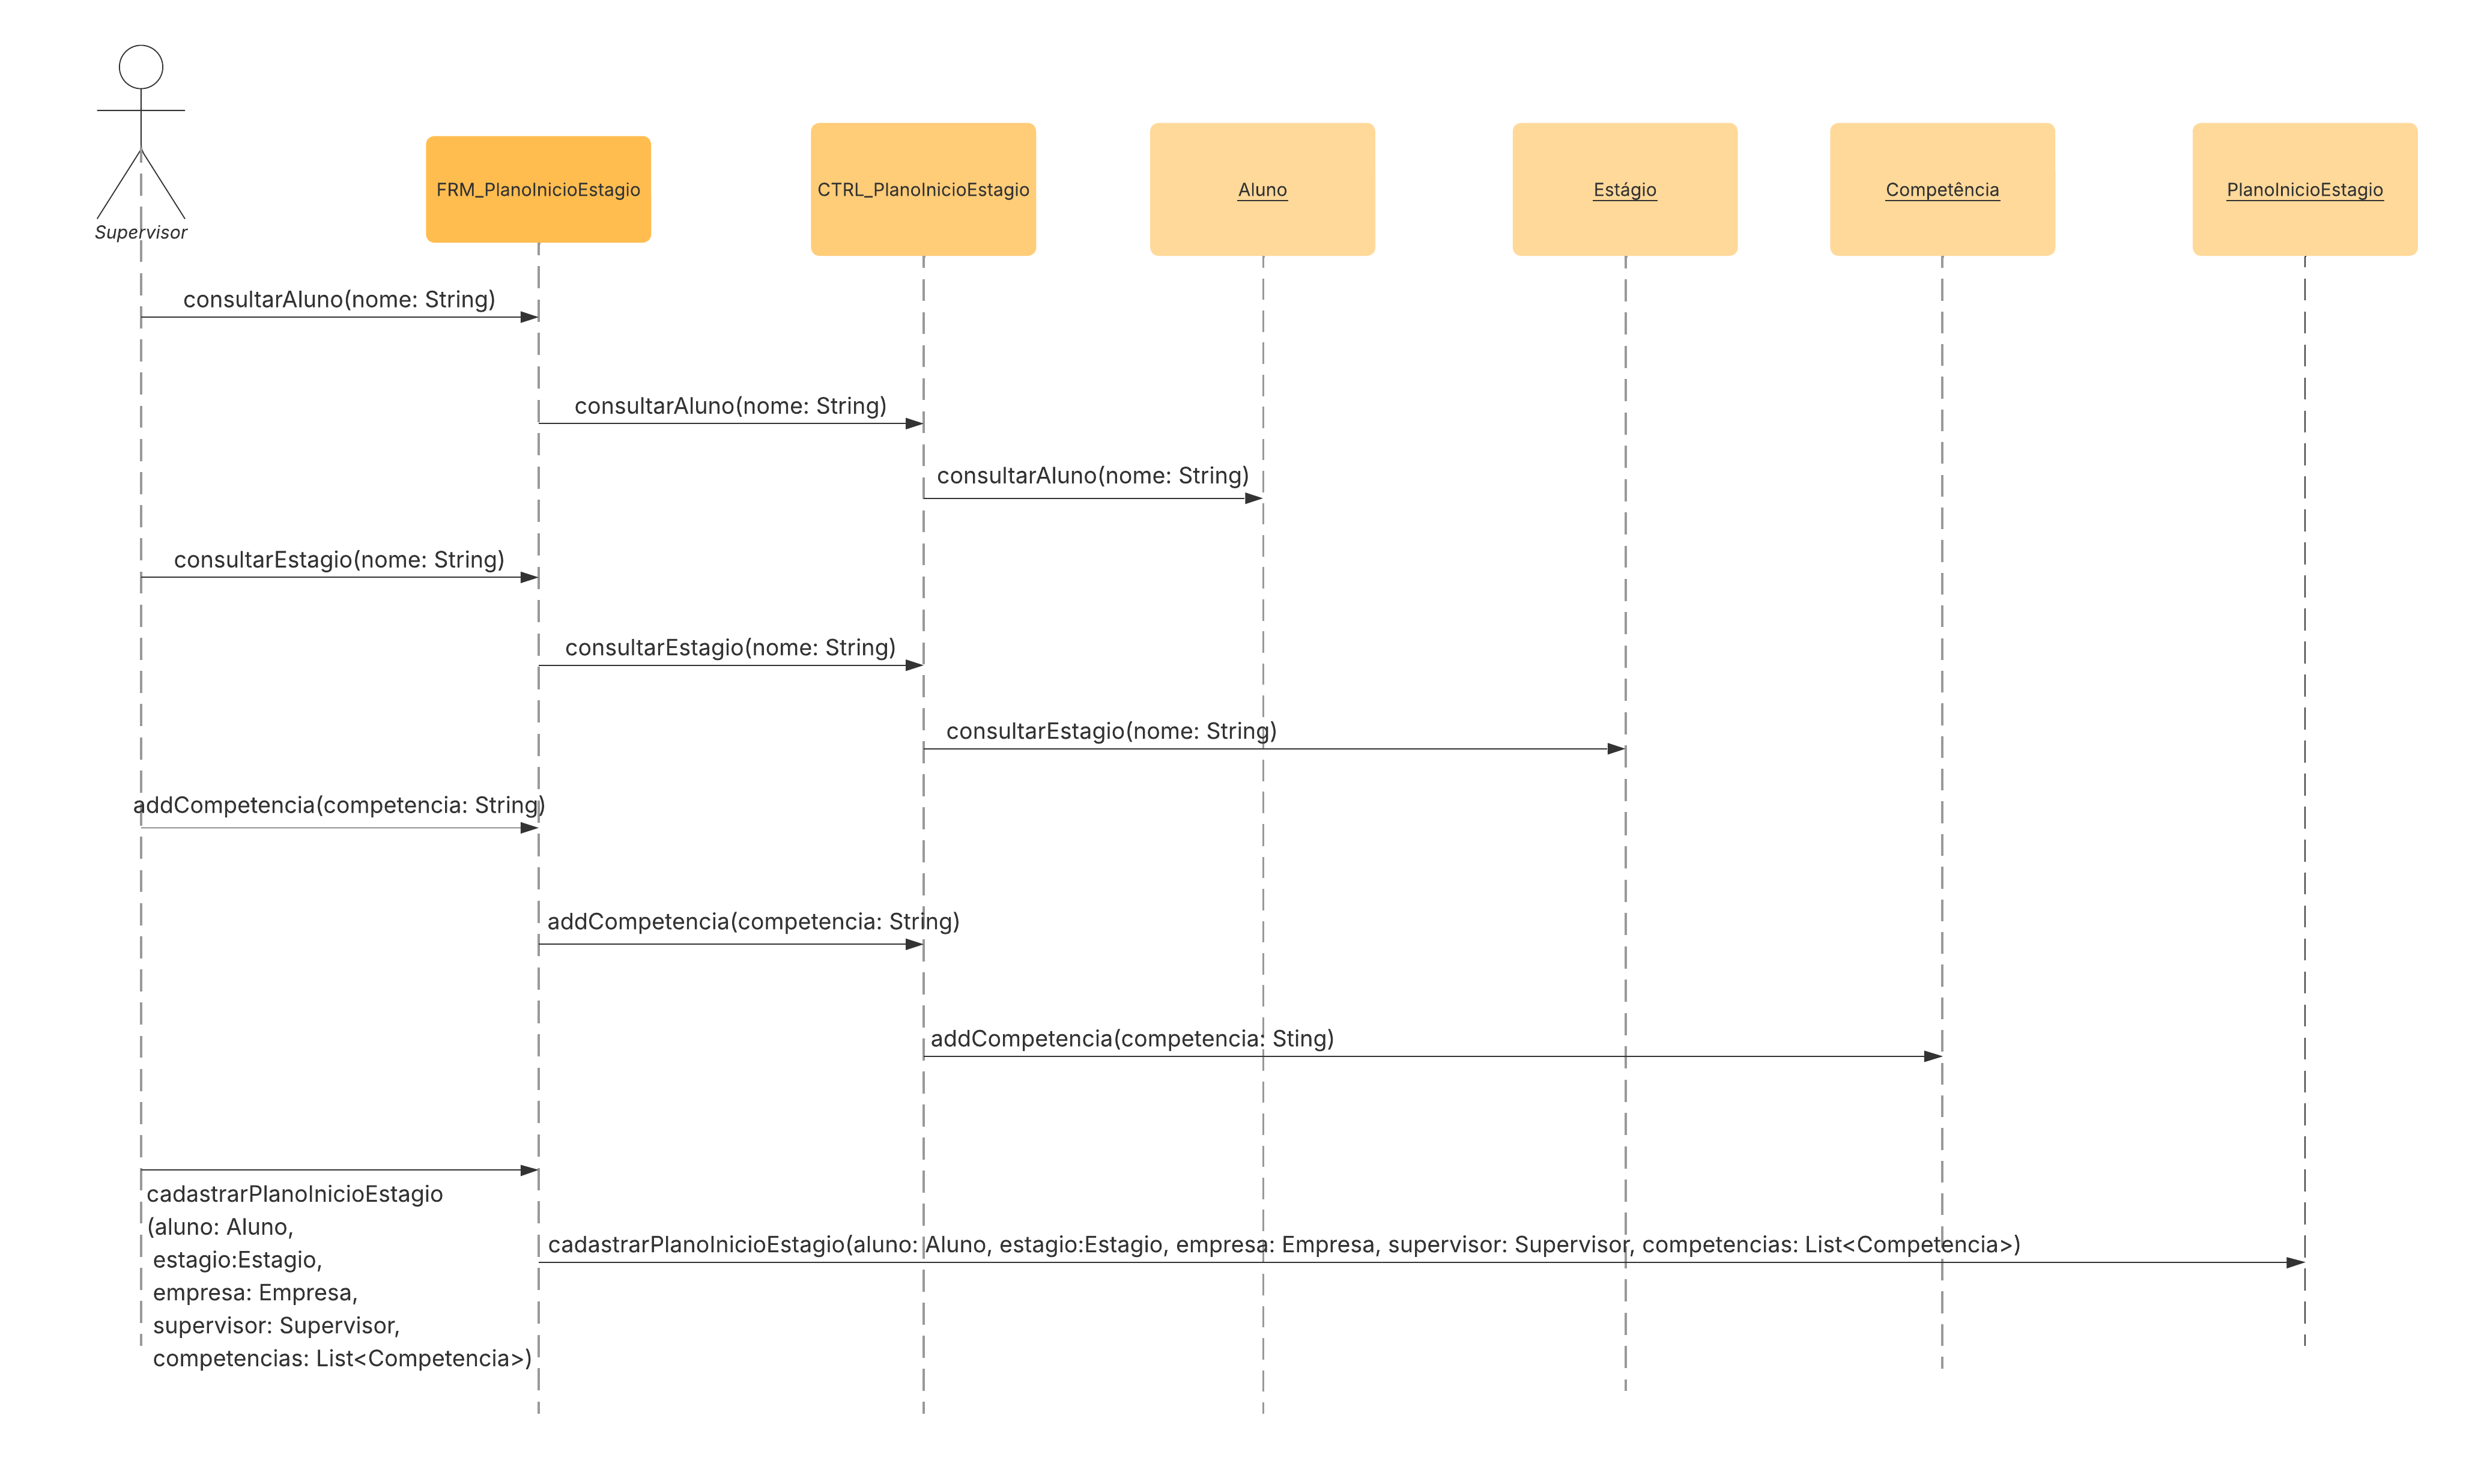 Supervisor
FRM_PlanoInicioEstagio
CTRL_PlanoInicioEstagio
Aluno
Estágio
Competência
PlanoInicioEstagio
consultarAluno(nome: String)
consultarAluno(nome: String)
consultarAluno(nome: String)
consultarEstagio(nome: String)
consultarEstagio(nome: String)
consultarEstagio(nome: String)
addCompetencia(competencia: String)
addCompetencia(competencia: String)
addCompetencia(competencia: Sting)
cadastrarPlanoInicioEstagio
(aluno: Aluno,
estagio:Estagio,
empresa: Empresa,
supervisor: Supervisor,
competencias: List<Competencia>)
cadastrarPlanoInicioEstagio(aluno: Aluno, estagio:Estagio, empresa: Empresa, supervisor: Supervisor, competencias: List<Competencia>)